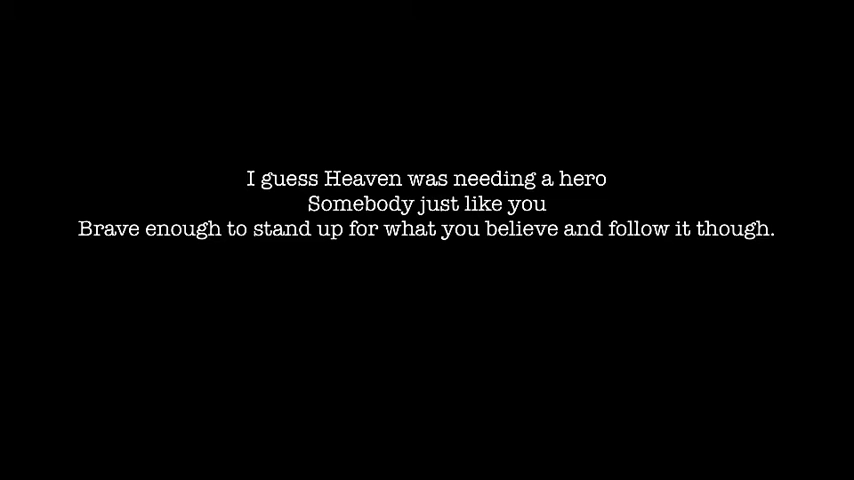 I guess Heaven was needing a hero
Somebody just like you
Brave enough to stand up for what you believe and follow it though.